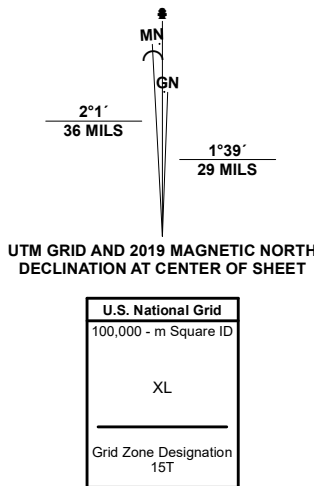 MN
GN
2°1´
36 MILS
1°39´
29 MILS
UTM GRID AND 2019 MAGNETIC NORTH
DECLINATION AT CENTER OF SHEET
U.S. National Grid
100,000 - m Square ID
XL
Grid Zone Designation
15T